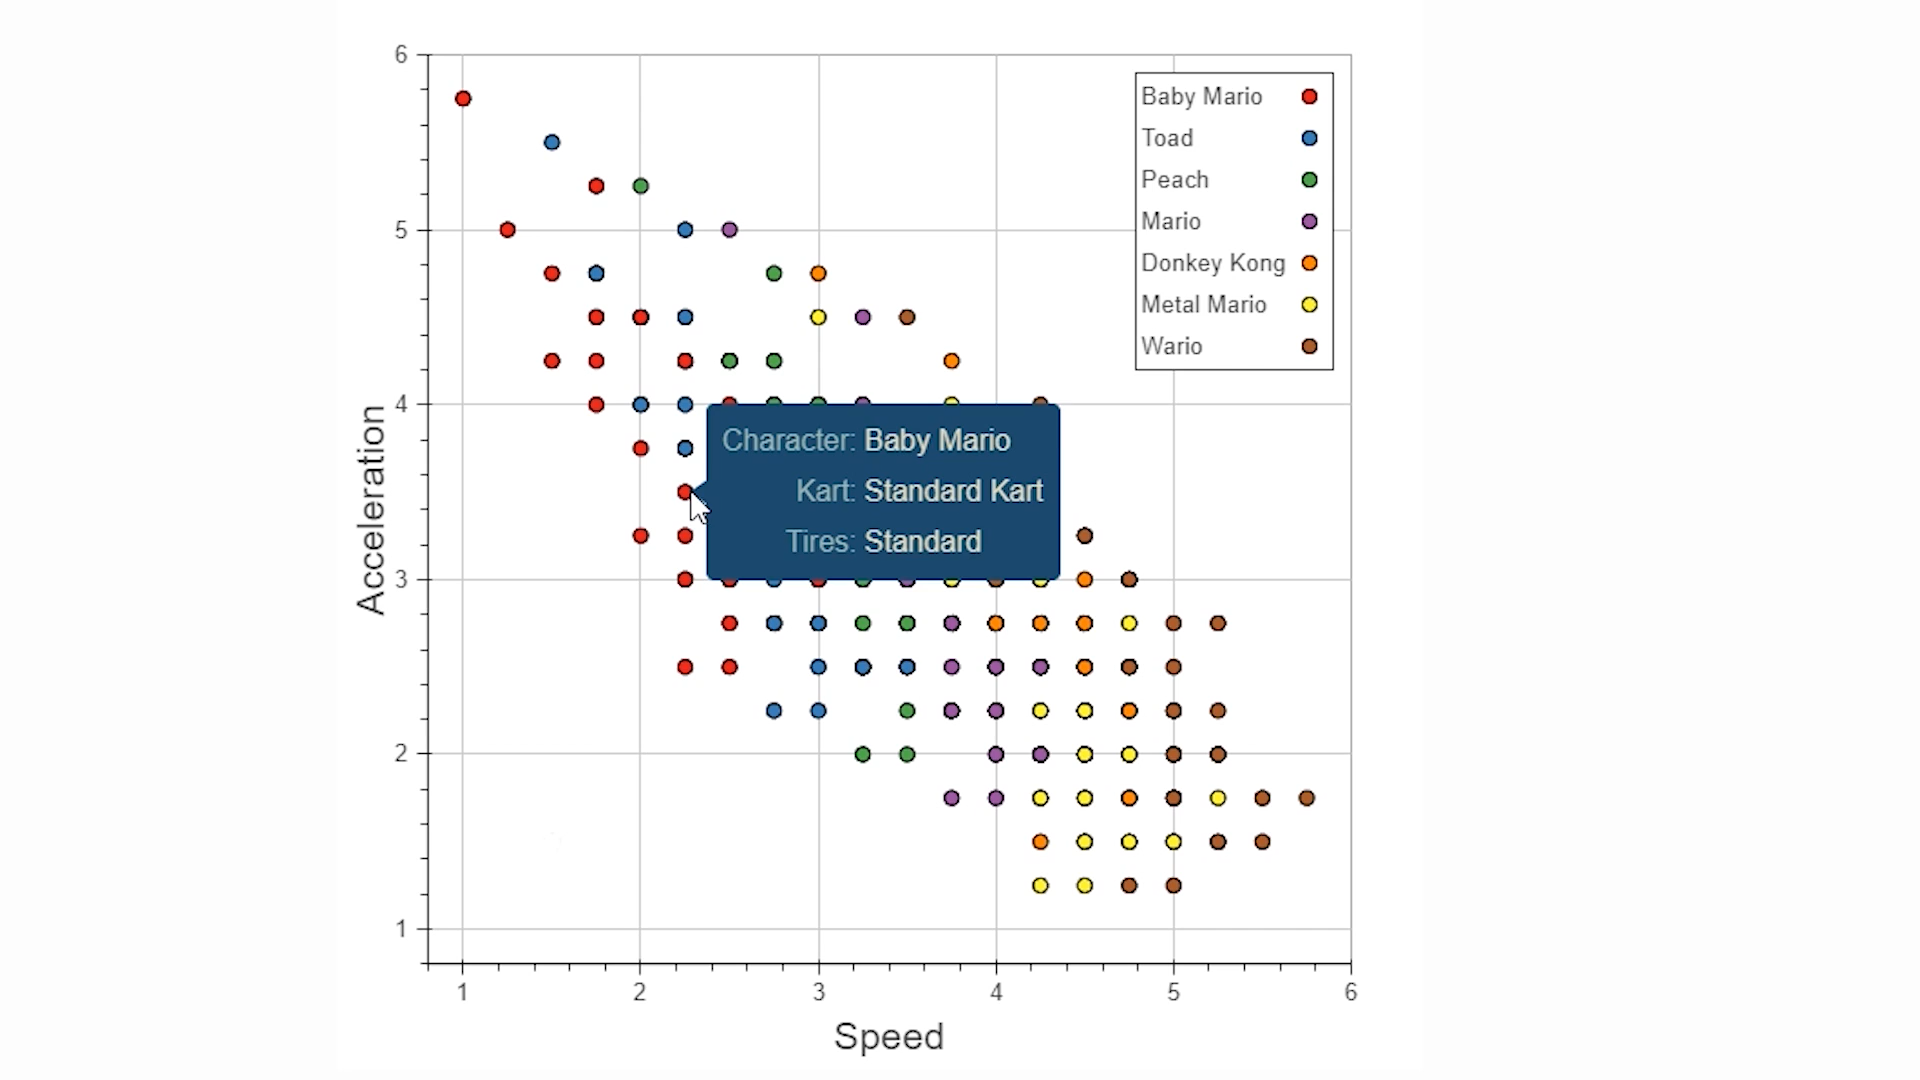 6
5
4
3
2
1
Acceleration
Baby Mario
Toad
Peach
Mario
Donkey Kong
Metal Mario
Wario
Character: Baby Mario
Kart: Standard Kart
Tires: Standard
1 2 3 4 5 6
Speed